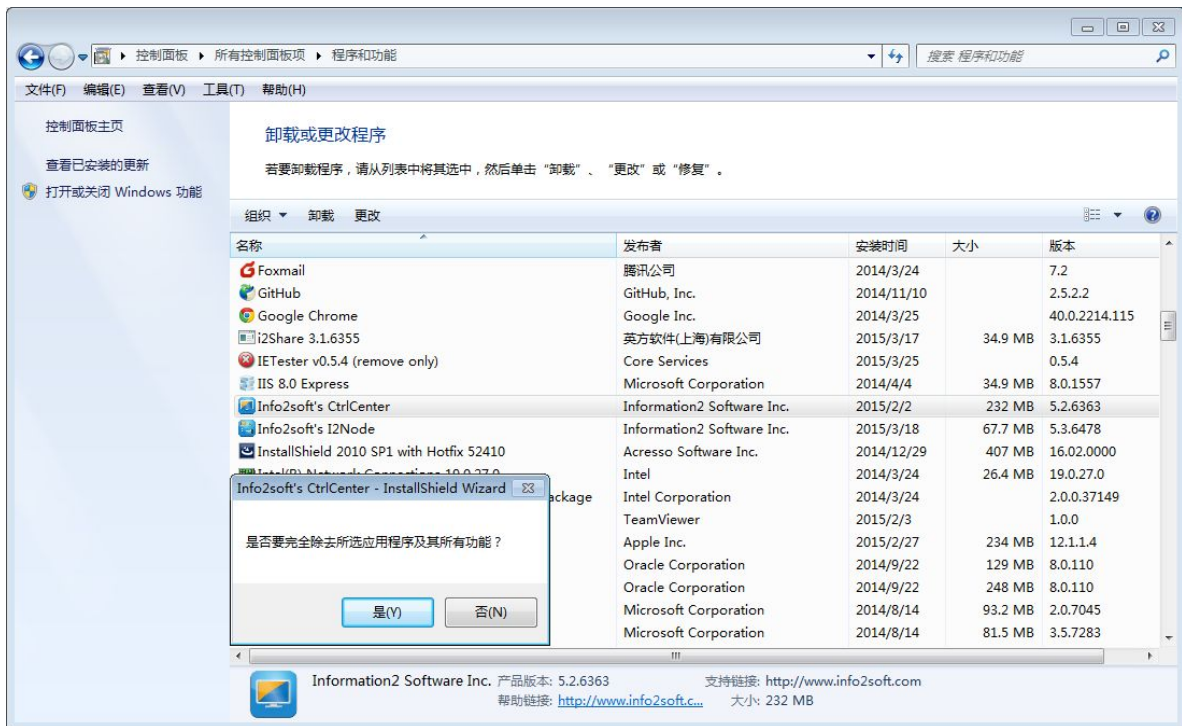 控制面板 ▸ 所有控制面板项 ▸ 程序和功能
搜索 程序和功能
文件(F) 编辑(E) 查看(V) 工具(T) 帮助(H)
控制面板主页
查看已安装的更新
打开或关闭 Windows 功能
卸载或更改程序
若要卸载程序，请从列表中将其选中，然后单击“卸载”、“更改”或“修复”。
组织 卸载 更改
名称 发布者 安装时间 大小 版本
Foxmail 腾讯公司 2014/3/24 7.2
GitHub GitHub, Inc. 2014/11/10 2.5.2.2
Google Chrome Google Inc. 2014/3/25 40.0.2214.115
i2Share 3.1.6355 英方软件(上海)有限公司 2015/3/17 34.9 MB 3.1.6355
IETester v0.5.4 (remove only) Core Services 2015/3/25 0.5.4
IIS 8.0 Express Microsoft Corporation 2014/4/4 34.9 MB 8.0.1557
Info2soft's CtrlCenter Information2 Software Inc. 2015/2/2 232 MB 5.2.6363
Info2soft's I2Node Information2 Software Inc. 2015/3/18 67.7 MB 5.3.6478
InstallShield 2010 SP1 with Hotfix 52410 Acresso Software Inc. 2014/12/29 407 MB 16.02.0000
Intel(R) Network Connections 19.0.27.0 Intel 2014/3/24 26.4 MB 19.0.27.0
ackage Intel Corporation 2014/3/24 2.0.0.37149
TeamViewer 2015/2/3 1.0.0
Apple Inc. 2015/2/27 234 MB 12.1.1.4
Oracle Corporation 2014/9/22 129 MB 8.0.110
Oracle Corporation 2014/9/22 248 MB 8.0.110
Microsoft Corporation 2014/8/14 93.2 MB 2.0.7045
Microsoft Corporation 2014/8/14 81.5 MB 3.5.7283
Info2soft's CtrlCenter - InstallShield Wizard
是否要完全除去所选应用程序及其所有功能？
是(Y) 否(N)
Information2 Software Inc. 产品版本: 5.2.6363 支持链接: http://www.info2soft.com
帮助链接: http://www.info2soft.c... 大小: 232 MB